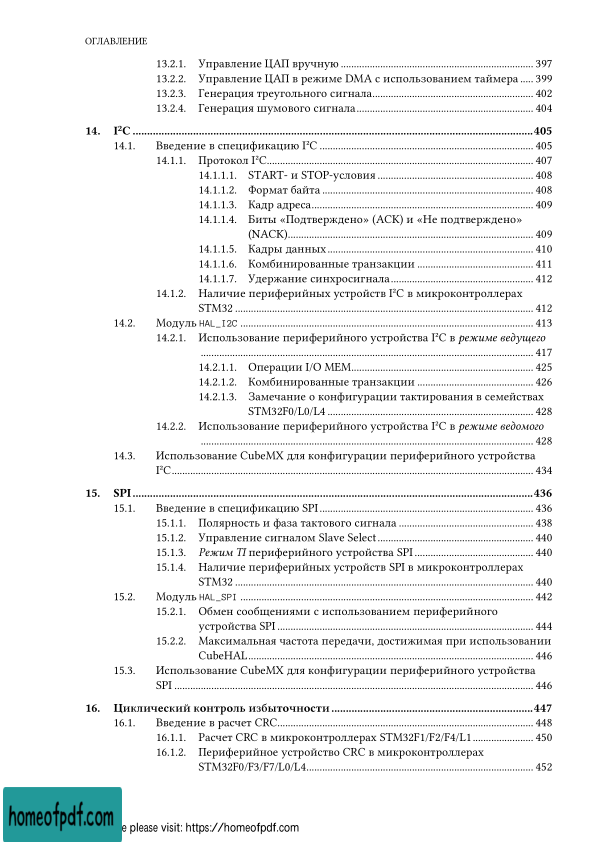 ОГЛАВЛЕНИЕ
13.2.1. Управление ЦАП вручную 397
13.2.2. Управление ЦАП в режиме DMA с использованием таймера 399
13.2.3. Генерация треугольного сигнала 402
13.2.4. Генерация шумового сигнала 404
14. I²C 405
14.1. Введение в спецификацию I²C 405
14.1.1. Протокол I²C 407
14.1.1.1. START- и STOP-условия 408
14.1.1.2. Формат байта 408
14.1.1.3. Кадр адреса 409
14.1.1.4. Биты «Подтверждено» (ACK) и «Не подтверждено»
(NACK) 409
14.1.1.5. Кадры данных 410
14.1.1.6. Комбинированные транзакции 411
14.1.1.7. Удержание синхросигнала 412
14.1.2. Наличие периферийных устройств I²C в микроконтроллерах
STM32 412
14.2. Модуль HAL_I2C 413
14.2.1. Использование периферийного устройства I²C в режиме ведущего
417
14.2.1.1. Операции I/O MEM 425
14.2.1.2. Комбинированные транзакции 426
14.2.1.3. Замечание о конфигурации тактирования в семействах
STM32F0/L0/L4 428
14.2.2. Использование периферийного устройства I²C в режиме ведомого
428
14.3. Использование CubeMX для конфигурации периферийного устройства
I²C 434
15. SPI 436
15.1. Введение в спецификацию SPI 436
15.1.1. Полярность и фаза тактового сигнала 438
15.1.2. Управление сигналом Slave Select 440
15.1.3. Режим TI периферийного устройства SPI 440
15.1.4. Наличие периферийных устройств SPI в микроконтроллерах
STM32 440
15.2. Модуль HAL_SPI 442
15.2.1. Обмен сообщениями с использованием периферийного
устройства SPI 444
15.2.2. Максимальная частота передачи, достижимая при использовании
CubeHAL 446
15.3. Использование CubeMX для конфигурации периферийного устройства
SPI 446
16. Циклический контроль избыточности 447
16.1. Введение в расчет CRC 448
16.1.1. Расчет CRC в микроконтроллерах STM32F1/F2/F4/L1 450
16.1.2. Периферийное устройство CRC в микроконтроллерах
STM32F0/F3/F7/L0/L4 452
homeofpdf.com
e please visit: https://homeofpdf.com